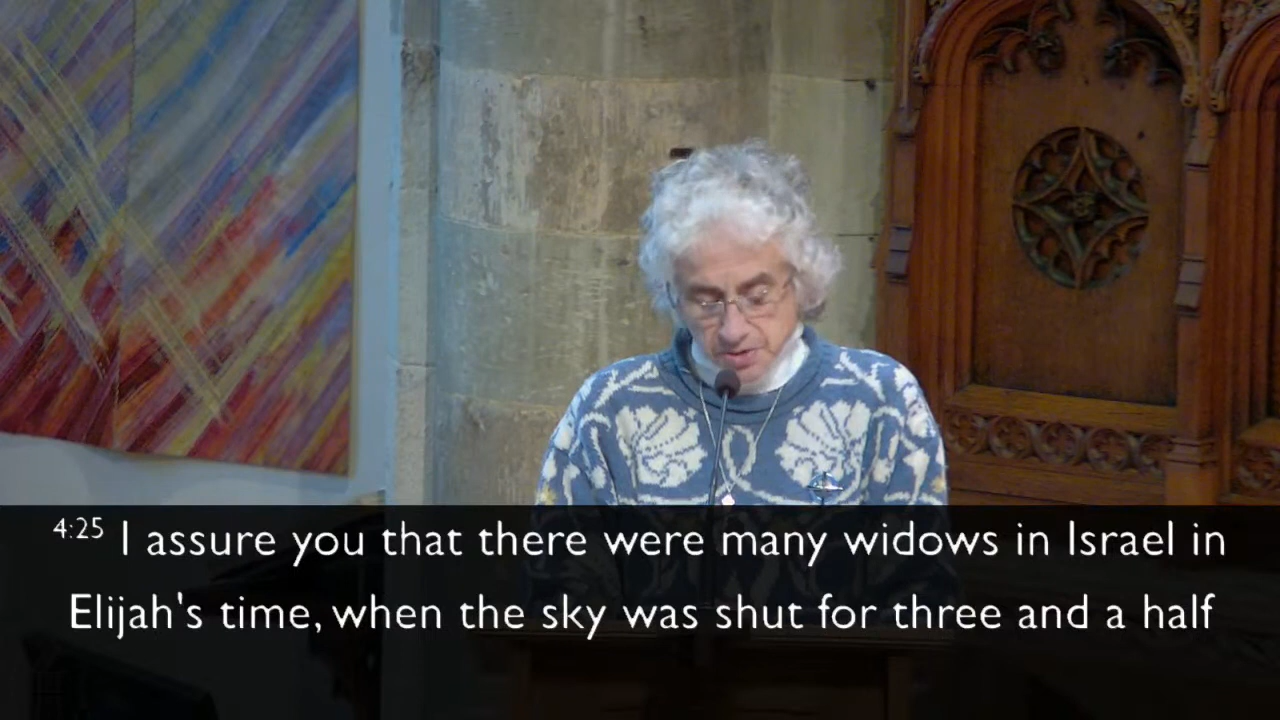 4:25 I assure you that there were many widows in Israel in
Elijah's time, when the sky was shut for three and a half